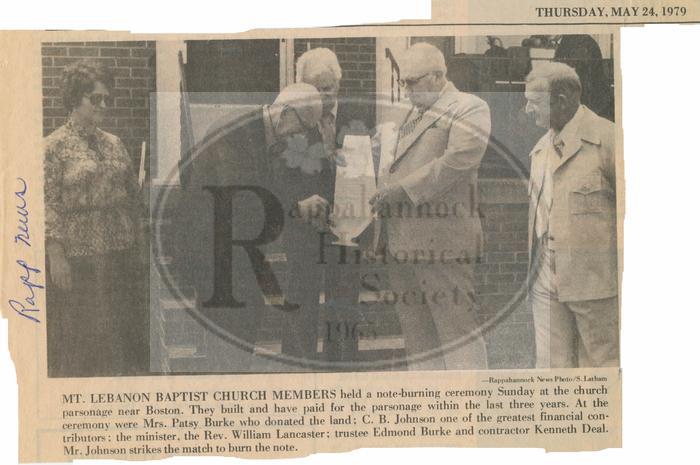 THURSDAY, MAY 24, 1979
Rapp news
Rappahannock
Historical
Society
1965
—Rappahannock News Photo/S. Latham
MT. LEBANON BAPTIST CHURCH MEMBERS held a note-burning ceremony Sunday at the church
parsonage near Boston. They built and have paid for the parsonage within the last three years. At the
ceremony were Mrs. Patsy Burke who donated the land; C. B. Johnson one of the greatest financial con-
tributors; the minister, the Rev. William Lancaster; trustee Edmond Burke and contractor Kenneth Deal.
Mr. Johnson strikes the match to burn the note.